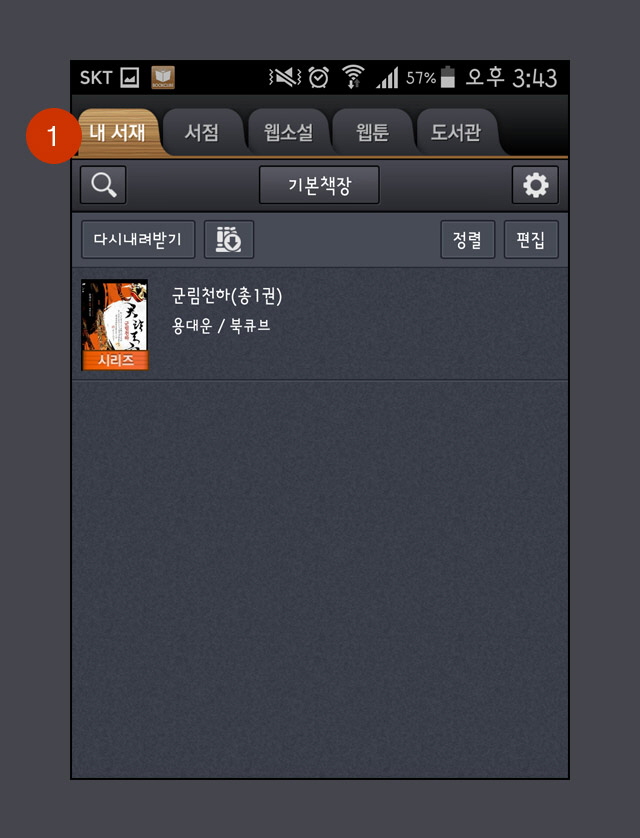 SKT 57% 오후 3:43
1
내 서재 서점 웹소설 웹툰 도서관
기본책장
다시내려받기 정렬 편집
군림천하(총1권)
용대운 / 북큐브
시리즈